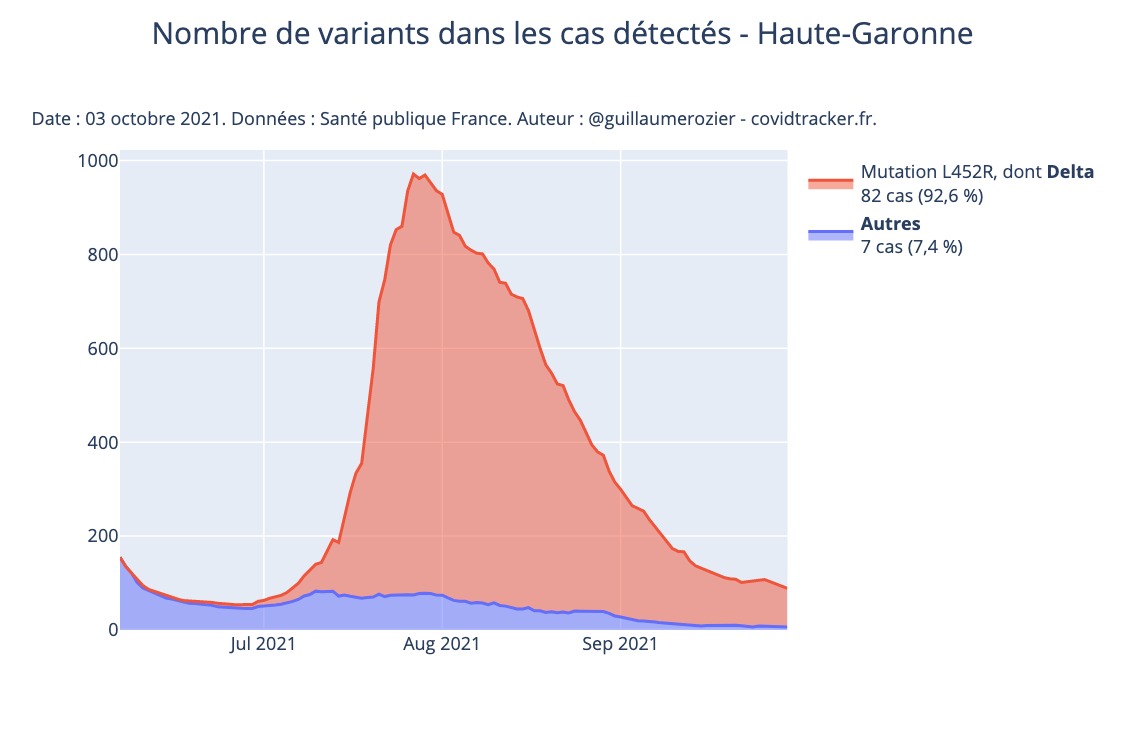 Nombre de variants dans les cas détectés - Haute-Garonne
Date : 03 octobre 2021. Données : Santé publique France. Auteur : @guillaumerozier - covidtracker.fr.
1000
800
600
400
200
0
Jul 2021
Aug 2021
Sep 2021
Mutation L452R, dont Delta
82 cas (92,6 %)
Autres
7 cas (7,4 %)